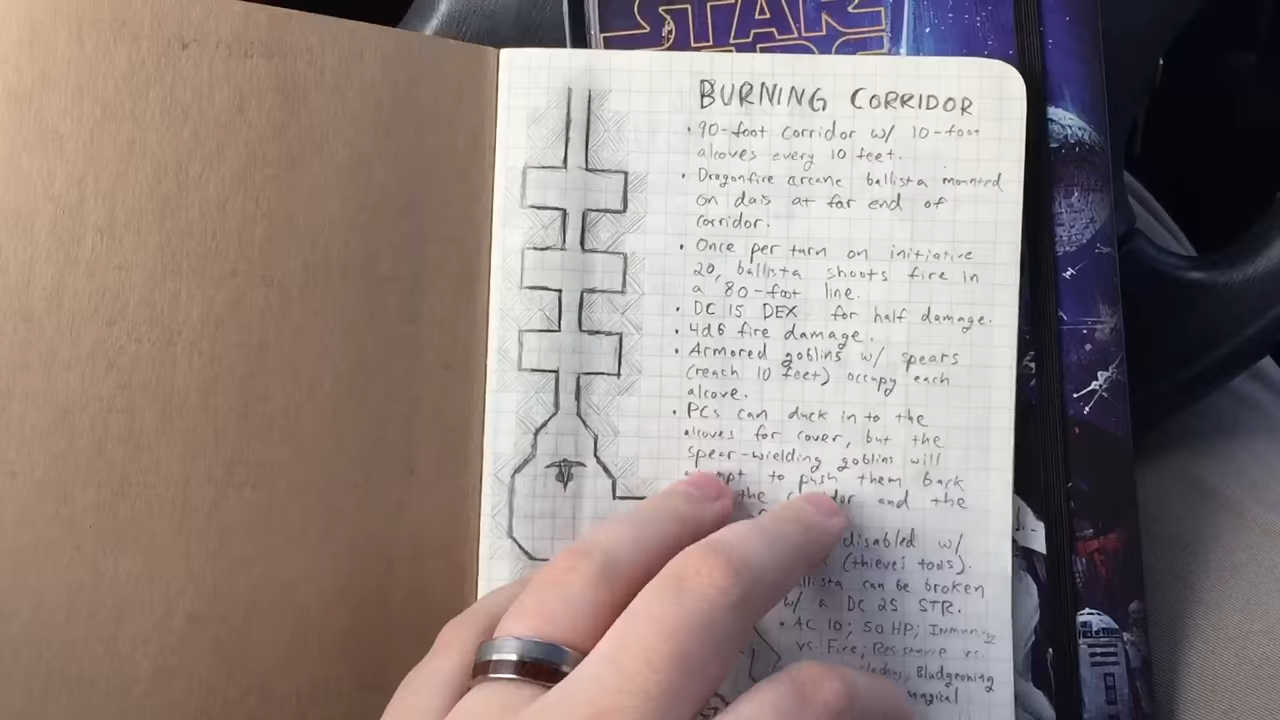 STAR
WARS
BURNING CORRIDOR
• 90-foot corridor w/ 10-foot
alcoves every 10 feet.
• Dragonfire arcane ballista mounted
on dais at far end of
corridor.
• Once per turn on initiative
20, ballista shoots fire in
a 80-foot line.
• DC 15 DEX for half damage.
• 4d6 fire damage.
• Armored goblins w/ spears
(reach 10 feet) occupy each
alcove.
• PCs can duck in to the
alcoves for cover, but the
spear-wielding goblins will
to push them back
the and the
disabled w/
(thieves tools).
can be broken
w/ a DC 25 STR.
• AC 10; 50 HP;
vs. Fire; Resistance vs.
Bludgeoning